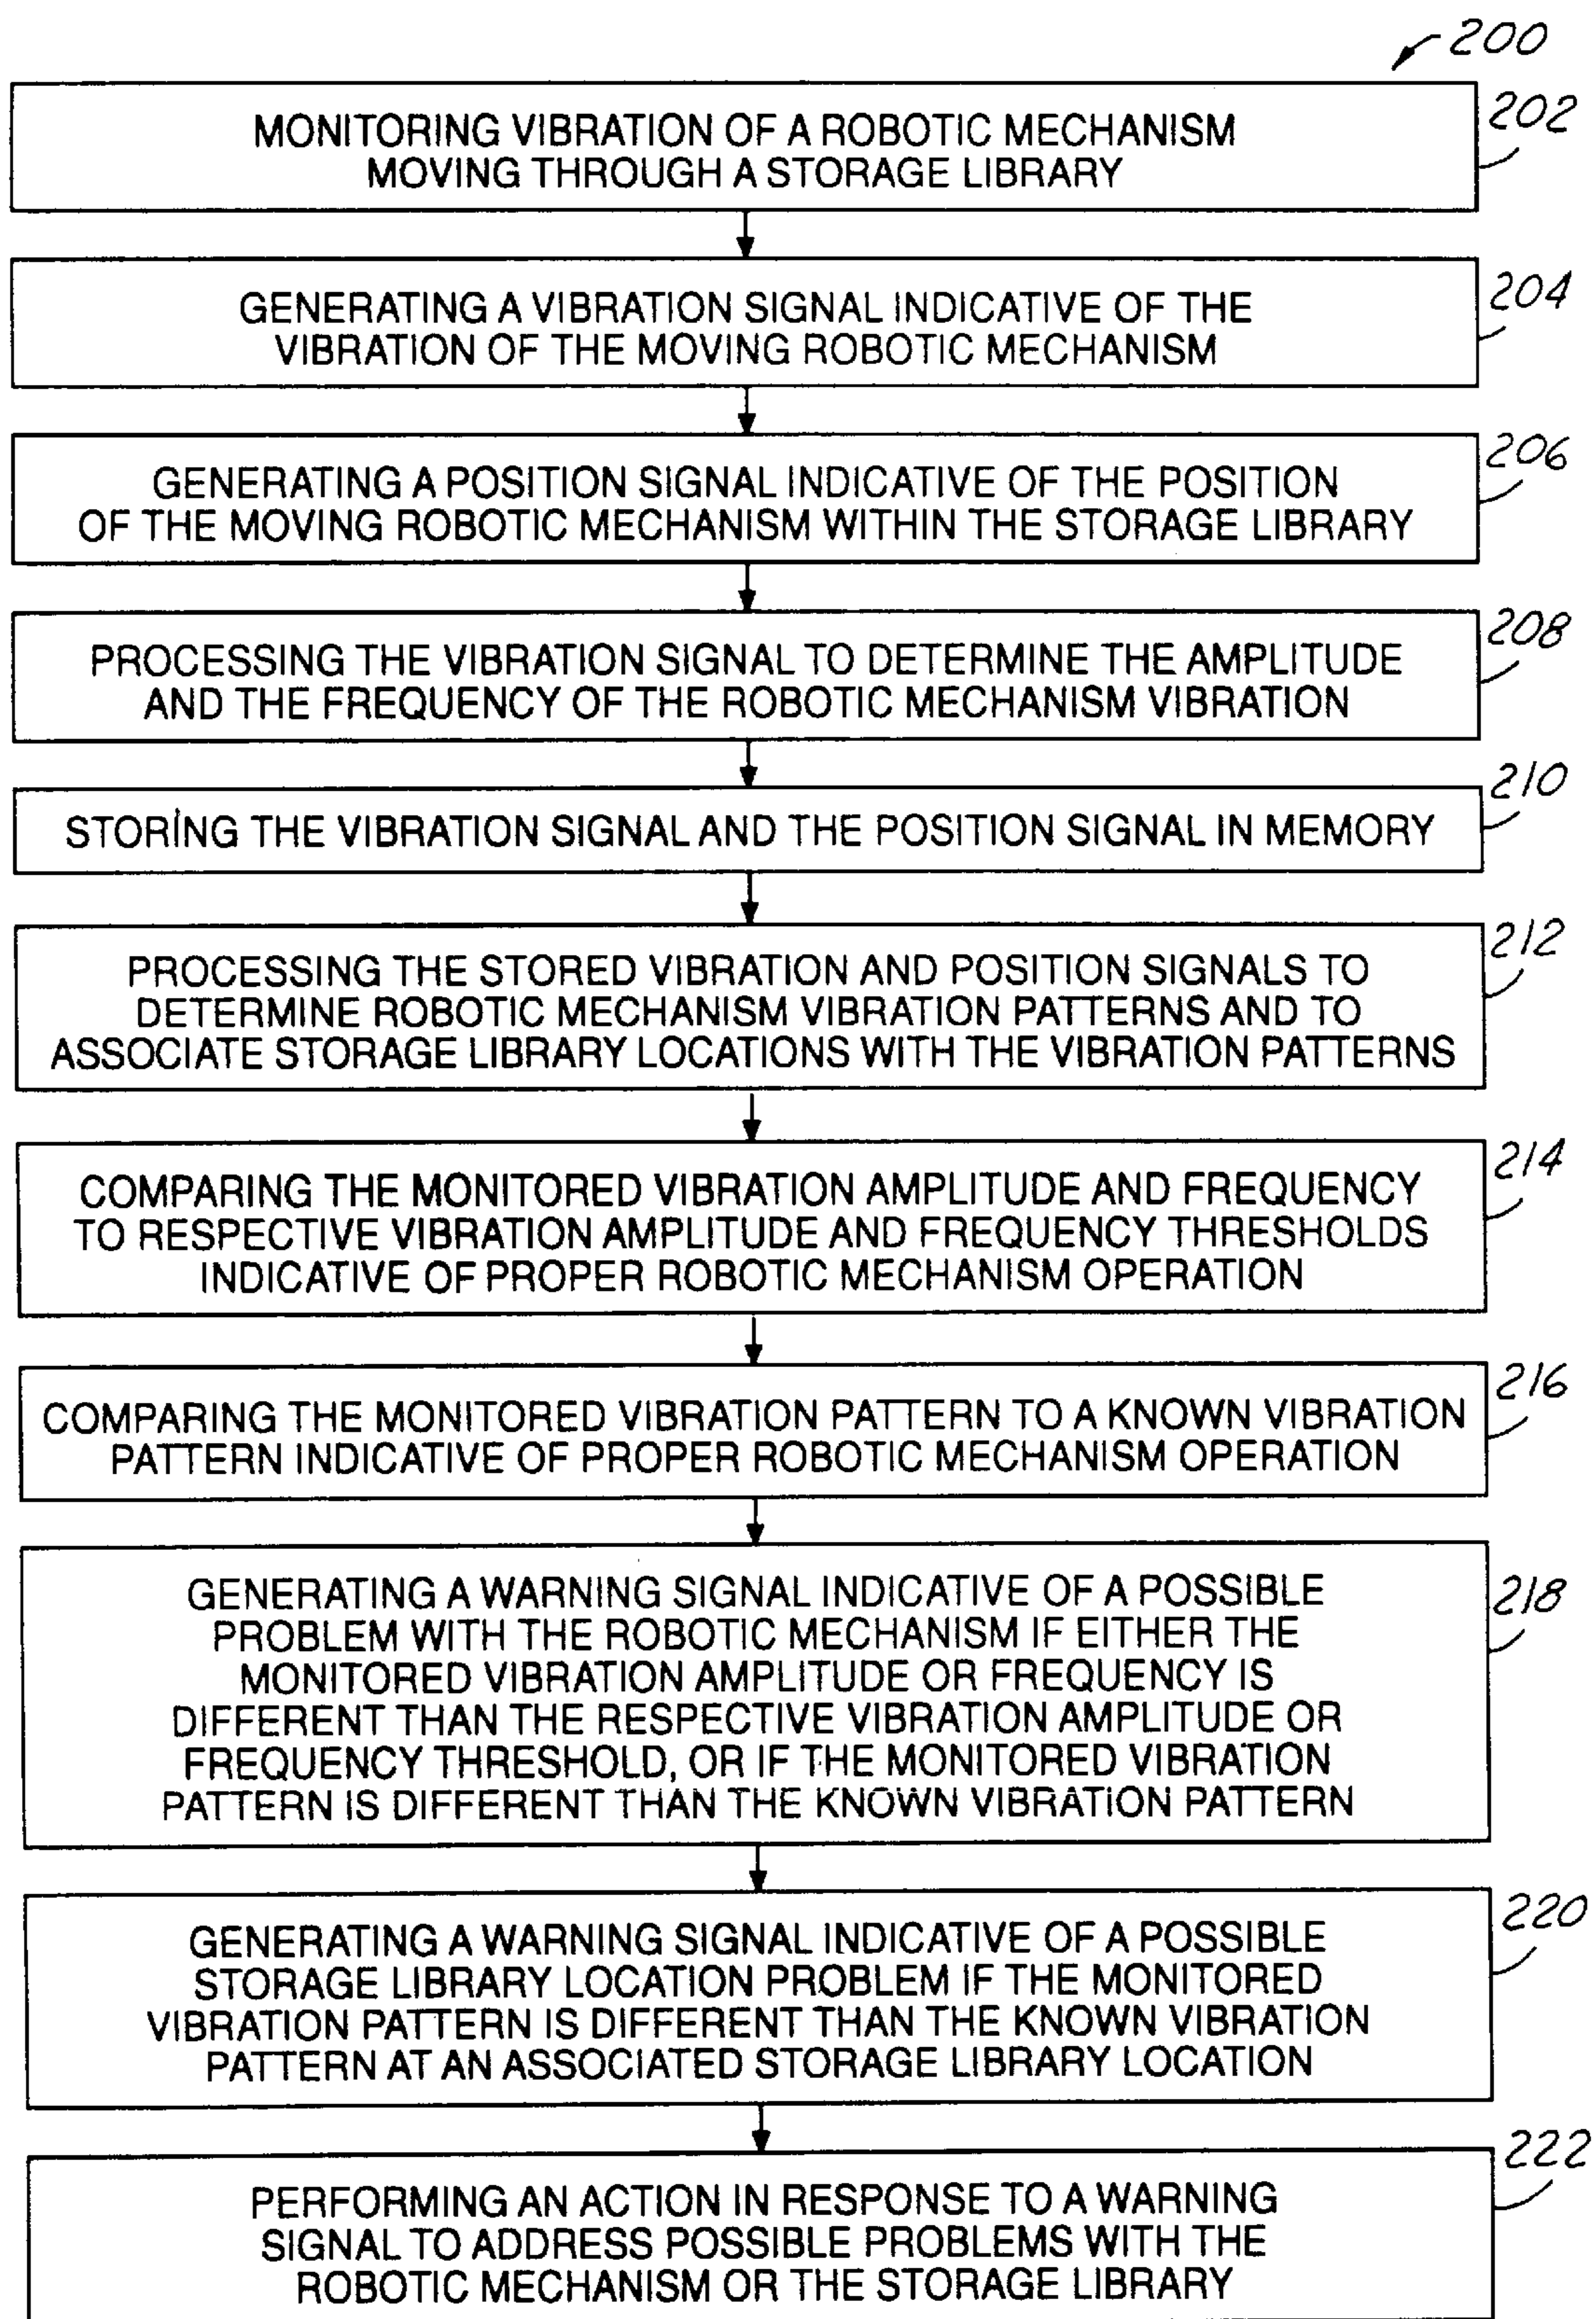 200
202
MONITORING VIBRATION OF A ROBOTIC MECHANISM
MOVING THROUGH A STORAGE LIBRARY
204
GENERATING A VIBRATION SIGNAL INDICATIVE OF THE
VIBRATION OF THE MOVING ROBOTIC MECHANISM
206
GENERATING A POSITION SIGNAL INDICATIVE OF THE POSITION
OF THE MOVING ROBOTIC MECHANISM WITHIN THE STORAGE LIBRARY
208
PROCESSING THE VIBRATION SIGNAL TO DETERMINE THE AMPLITUDE
AND THE FREQUENCY OF THE ROBOTIC MECHANISM VIBRATION
210
STORING THE VIBRATION SIGNAL AND THE POSITION SIGNAL IN MEMORY
212
PROCESSING THE STORED VIBRATION AND POSITION SIGNALS TO
DETERMINE ROBOTIC MECHANISM VIBRATION PATTERNS AND TO
ASSOCIATE STORAGE LIBRARY LOCATIONS WITH THE VIBRATION PATTERNS
214
COMPARING THE MONITORED VIBRATION AMPLITUDE AND FREQUENCY
TO RESPECTIVE VIBRATION AMPLITUDE AND FREQUENCY THRESHOLDS
INDICATIVE OF PROPER ROBOTIC MECHANISM OPERATION
216
COMPARING THE MONITORED VIBRATION PATTERN TO A KNOWN VIBRATION
PATTERN INDICATIVE OF PROPER ROBOTIC MECHANISM OPERATION
218
GENERATING A WARNING SIGNAL INDICATIVE OF A POSSIBLE
PROBLEM WITH THE ROBOTIC MECHANISM IF EITHER THE
MONITORED VIBRATION AMPLITUDE OR FREQUENCY IS
DIFFERENT THAN THE RESPECTIVE VIBRATION AMPLITUDE OR
FREQUENCY THRESHOLD, OR IF THE MONITORED VIBRATION
PATTERN IS DIFFERENT THAN THE KNOWN VIBRATION PATTERN
220
GENERATING A WARNING SIGNAL INDICATIVE OF A POSSIBLE
STORAGE LIBRARY LOCATION PROBLEM IF THE MONITORED
VIBRATION PATTERN IS DIFFERENT THAN THE KNOWN VIBRATION
PATTERN AT AN ASSOCIATED STORAGE LIBRARY LOCATION
222
PERFORMING AN ACTION IN RESPONSE TO A WARNING
SIGNAL TO ADDRESS POSSIBLE PROBLEMS WITH THE
ROBOTIC MECHANISM OR THE STORAGE LIBRARY